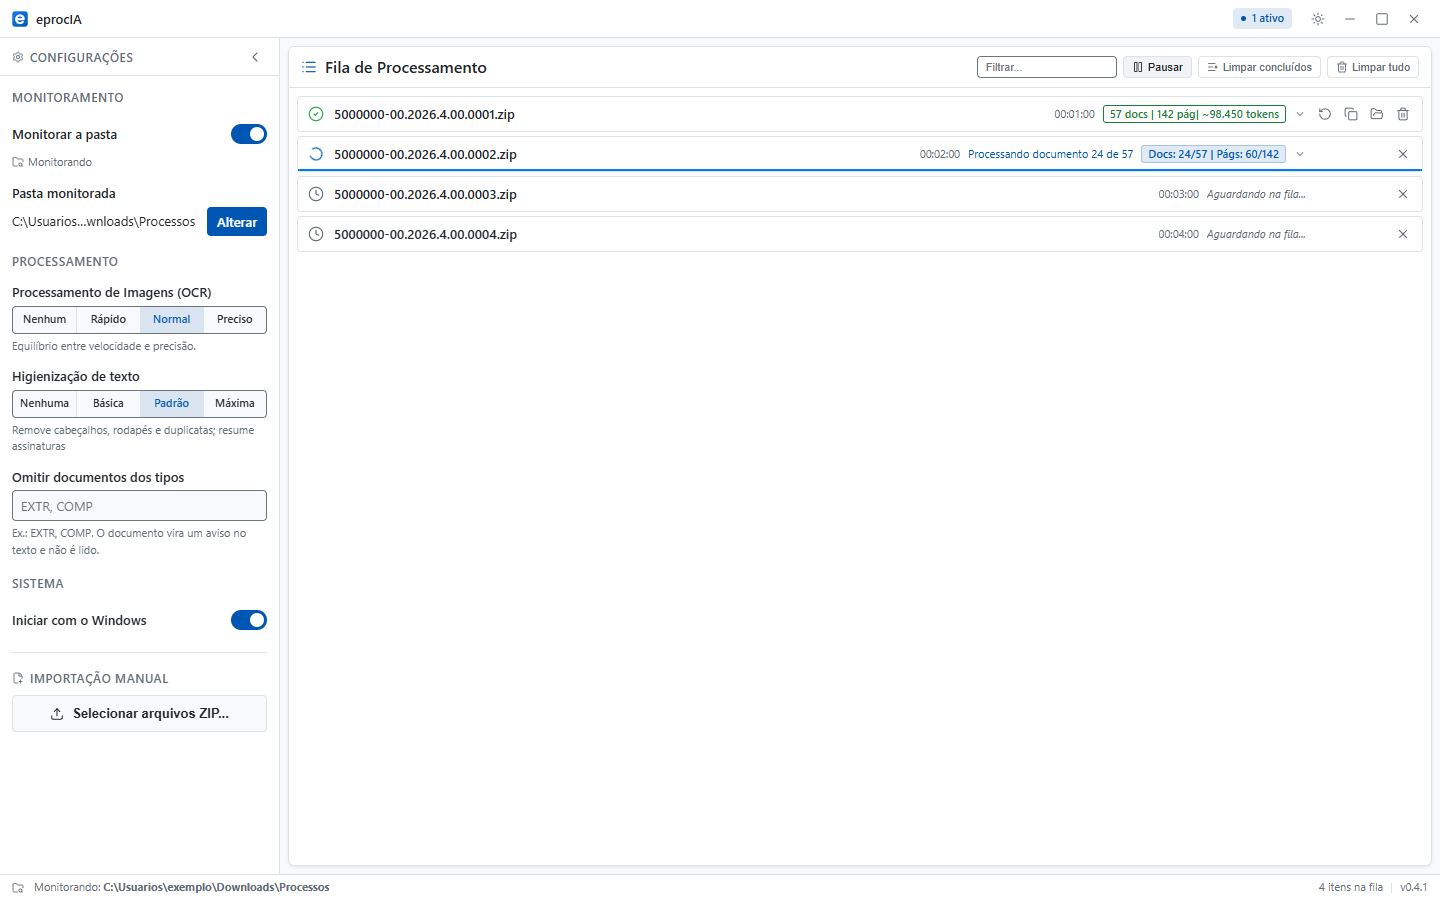 eprocIA
1 ativo
CONFIGURAÇÕES
MONITORAMENTO
Monitorar a pasta
Monitorando
Pasta monitorada
C:\Usuarios...wnloads\Processos
Alterar
PROCESSAMENTO
Processamento de Imagens (OCR)
Nenhum Rápido Normal Preciso
Equilíbrio entre velocidade e precisão.
Higienização de texto
Nenhuma Básica Padrão Máxima
Remove cabeçalhos, rodapés e duplicatas; resume
assinaturas
Omitir documentos dos tipos
EXTR, COMP
Ex.: EXTR, COMP. O documento vira um aviso no
texto e não é lido.
SISTEMA
Iniciar com o Windows
IMPORTAÇÃO MANUAL
Selecionar arquivos ZIP...
Fila de Processamento
Filtrar...
Pausar
Limpar concluídos
Limpar tudo
5000000-00.2026.4.00.0001.zip 00:01:00 57 docs | 142 pág| ~98.450 tokens
5000000-00.2026.4.00.0002.zip 00:02:00 Processando documento 24 de 57 Docs: 24/57 | Págs: 60/142
5000000-00.2026.4.00.0003.zip 00:03:00 Aguardando na fila...
5000000-00.2026.4.00.0004.zip 00:04:00 Aguardando na fila...
Monitorando: C:\Usuarios\exemplo\Downloads\Processos
4 itens na fila
v0.4.1